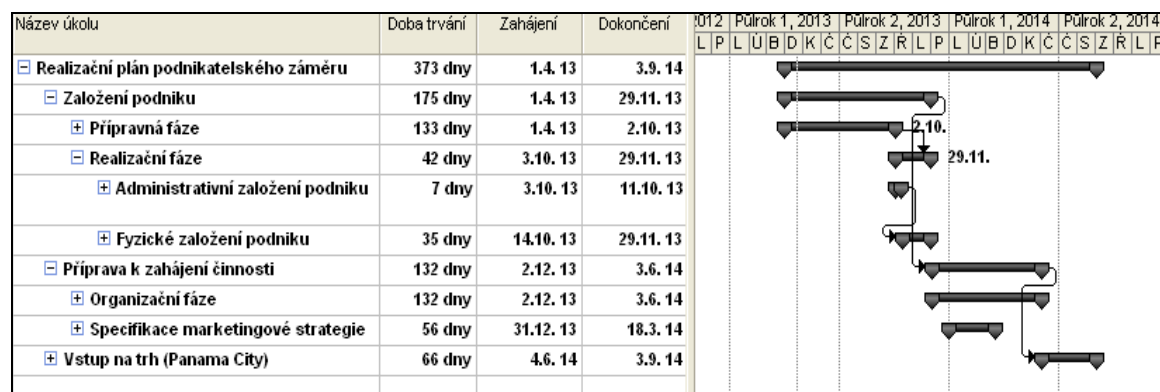 Název úkolu Doba trvání Zahájení Dokončení
2012 Půlrok 1, 2013 Půlrok 2, 2013 Půlrok 1, 2014 Půlrok 2, 2014
L P L Ú B D K Č Č S Z Ř L P L Ú B D K Č Č S Z Ř L P
Realizační plán podnikatelského záměru 373 dny 1.4. 13 3.9. 14
Založení podniku 175 dny 1.4. 13 29.11. 13
Přípravná fáze 133 dny 1.4. 13 2.10. 13 2.10.
Realizační fáze 42 dny 3.10. 13 29.11. 13 29.11.
Administrativní založení podniku 7 dny 3.10. 13 11.10. 13
Fyzické založení podniku 35 dny 14.10. 13 29.11. 13
Příprava k zahájení činnosti 132 dny 2.12. 13 3.6. 14
Organizační fáze 132 dny 2.12. 13 3.6. 14
Specifikace marketingové strategie 56 dny 31.12. 13 18.3. 14
Vstup na trh (Panama City) 66 dny 4.6. 14 3.9. 14